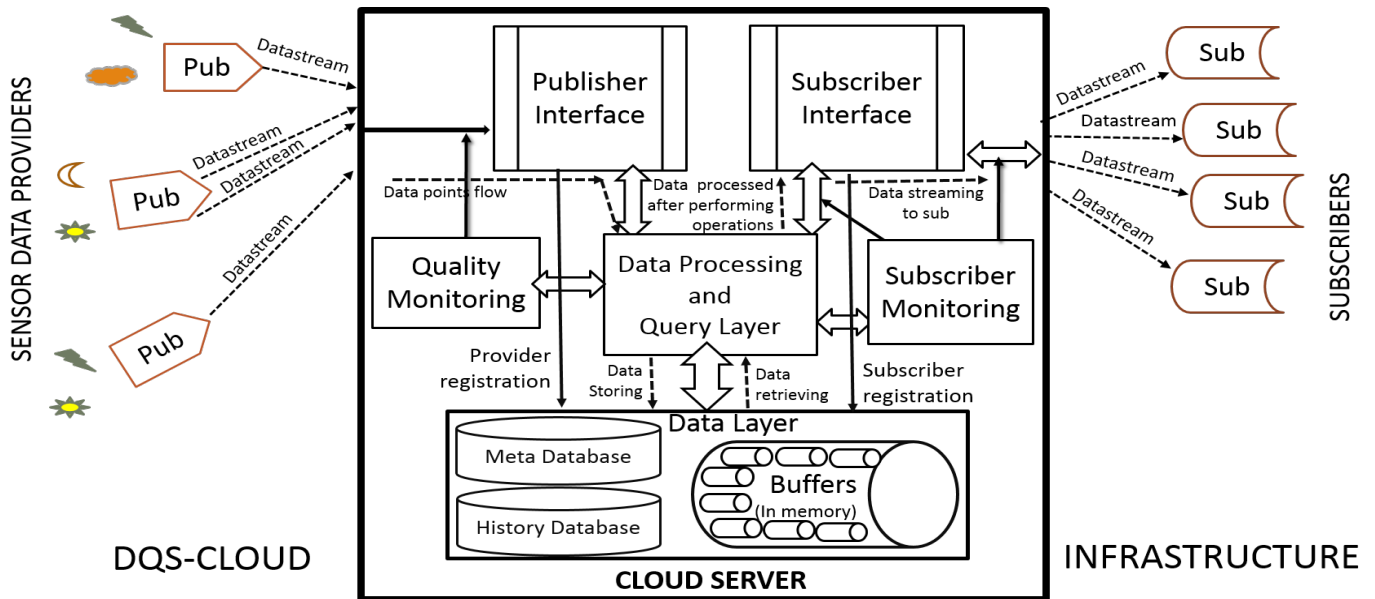 SENSOR DATA PROVIDERS
Pub
Datastream
Pub
Datastream
Datastream
Pub
Datastream
DQS-CLOUD
Publisher
Interface
Subscriber
Interface
Data points flow
Data processed
after performing
operations
Data streaming
to sub
Quality
Monitoring
Data Processing
and
Query Layer
Subscriber
Monitoring
Provider
registration
Data
Storing
Data
retrieving
Subscriber
registration
Data Layer
Meta Database
History Database
Buffers
(In memory)
CLOUD SERVER
Datastream
Sub
Datastream
Sub
Datastream
Sub
Datastream
Sub
SUBSCRIBERS
INFRASTRUCTURE